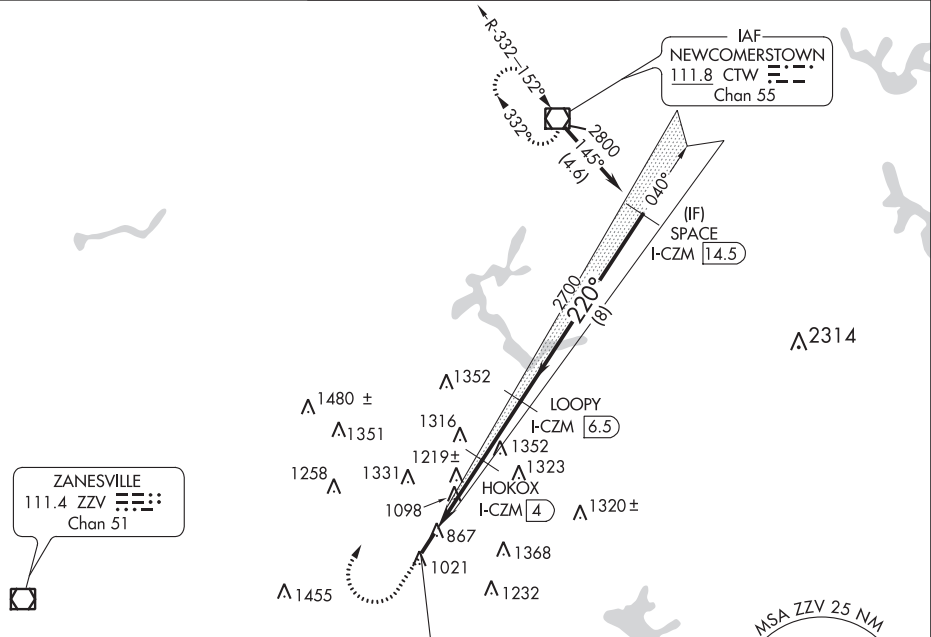 R-332
152°
332°
IAF
NEWCOMERSTOWN
111.8 CTW
Chan 55
2800
145°
(4.6)
040°
(IF)
SPACE
I-CZM 14.5
2700
220°
(8)
2314
1352
1480 ±
1351
1316
LOOPY
I-CZM 6.5
1352
1219±
1258
1331
1323
HOKOX
I-CZM 4
1098
1320 ±
ZANESVILLE
111.4 ZZV
Chan 51
867
1021
1368
1455
1232
MSA ZZV 25 NM